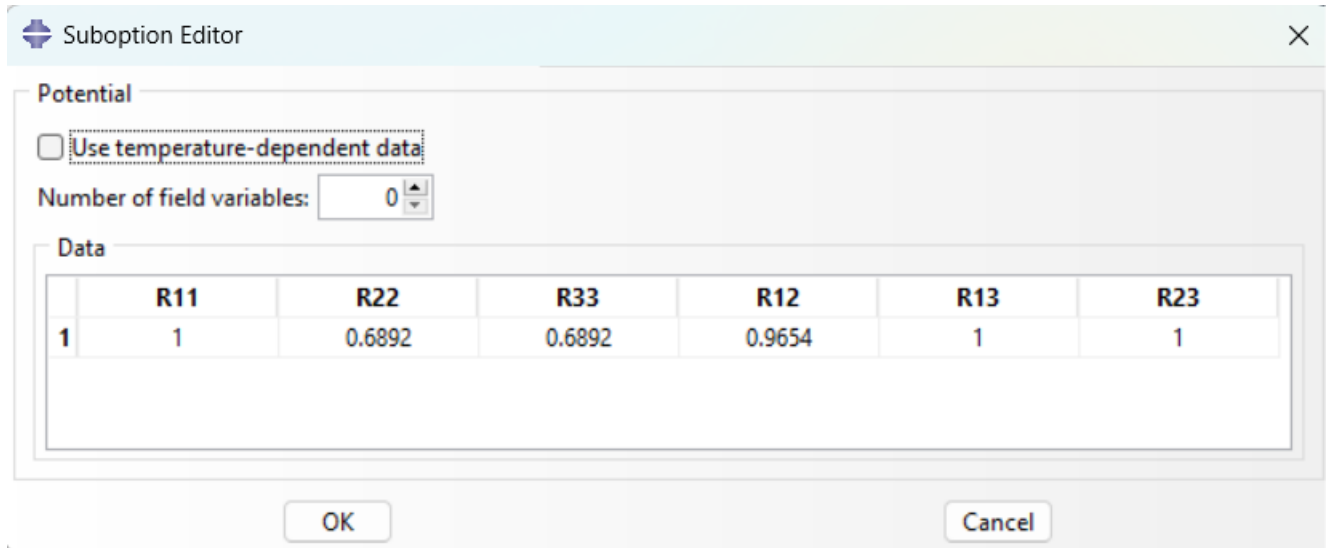 Suboption Editor
Potential
Use temperature-dependent data
Number of field variables: 0
Data
R11 R22 R33 R12 R13 R23
1 1 0.6892 0.6892 0.9654 1 1
OK Cancel